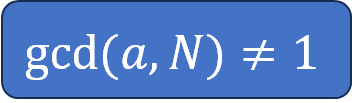 gcd(𝑎, 𝑁) ≠ 1